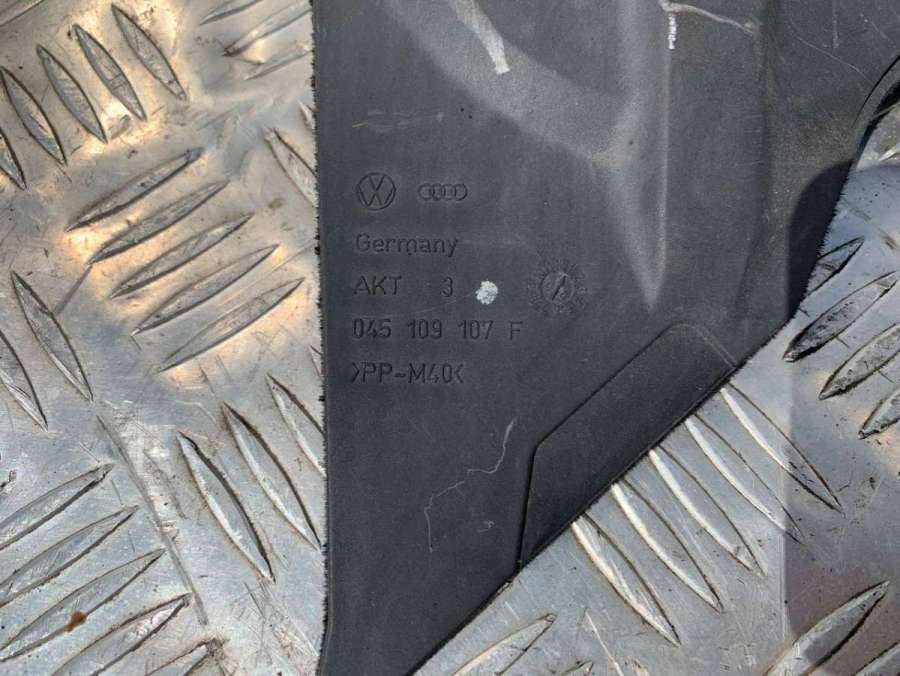 Germany
AKT 3
045 109 107 F
>PP-M40<